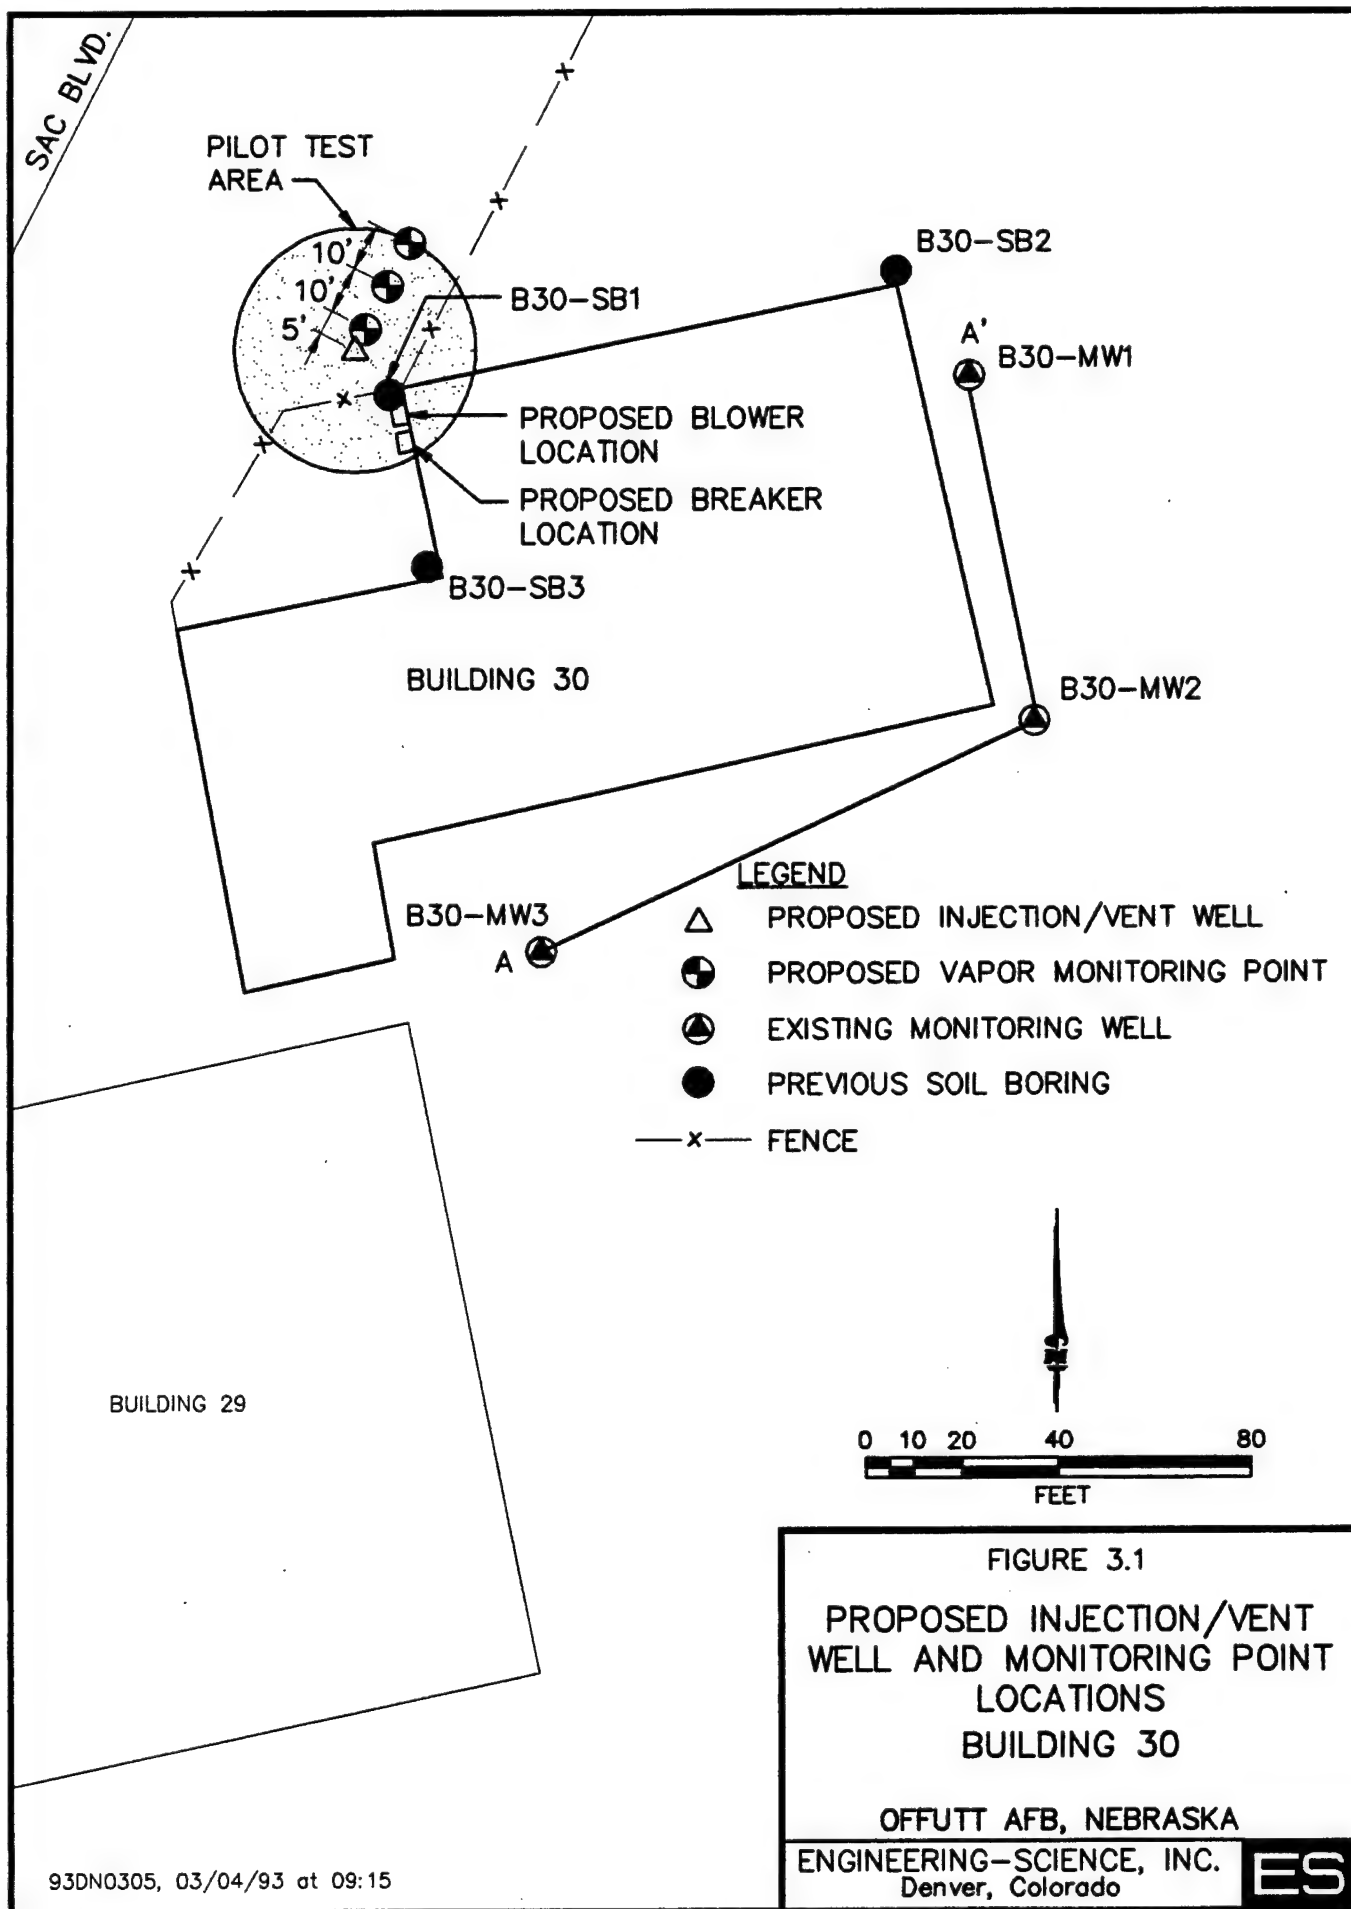 SAC BLVD.
PILOT TEST
AREA
10'
10'
5'
B30-SB1
B30-SB2
A'
B30-MW1
PROPOSED BLOWER
LOCATION
PROPOSED BREAKER
LOCATION
B30-SB3
BUILDING 30
B30-MW2
B30-MW3
A
LEGEND
PROPOSED INJECTION/VENT WELL
PROPOSED VAPOR MONITORING POINT
EXISTING MONITORING WELL
PREVIOUS SOIL BORING
FENCE
BUILDING 29
0 10 20 40 80
FEET
FIGURE 3.1
PROPOSED INJECTION/VENT
WELL AND MONITORING POINT
LOCATIONS
BUILDING 30
OFFUTT AFB, NEBRASKA
ENGINEERING-SCIENCE, INC.
Denver, Colorado
ES
93DN0305, 03/04/93 at 09:15